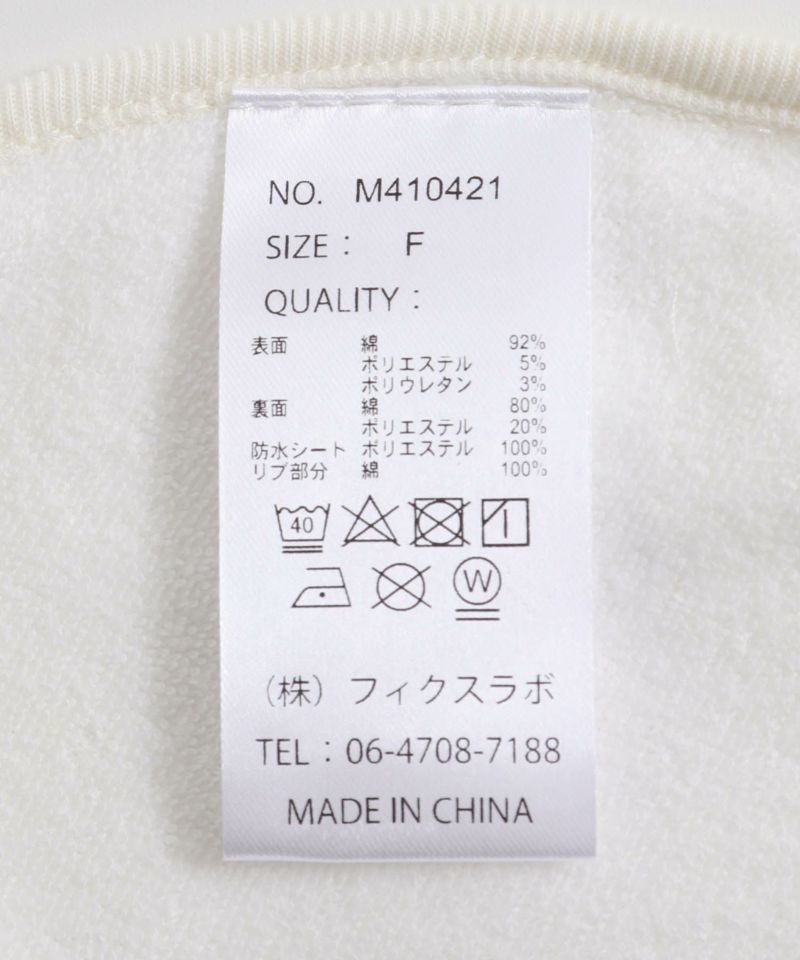 NO. M410421
SIZE： F
QUALITY：
表面 綿 92%
ポリエステル 5%
ポリウレタン 3%
裏面 綿 80%
ポリエステル 20%
防水シート ポリエステル 100%
リブ部分 綿 100%
40
W
（株）フィクスラボ
TEL：06-4708-7188
MADE IN CHINA